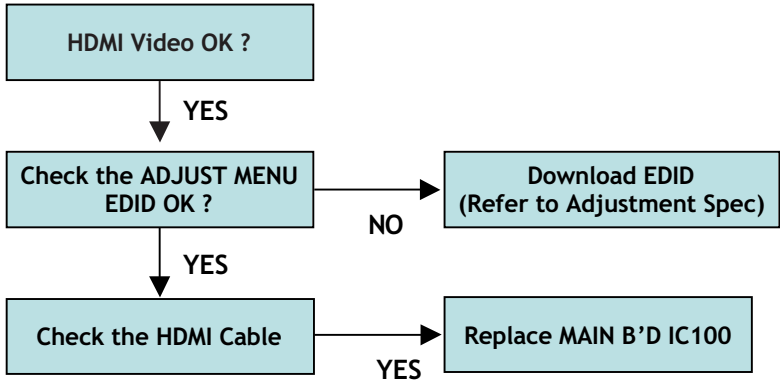 HDMI Video OK ?
YES
Check the ADJUST MENU
EDID OK ?
NO
Download EDID
(Refer to Adjustment Spec)
YES
Check the HDMI Cable
YES
Replace MAIN B’D IC100